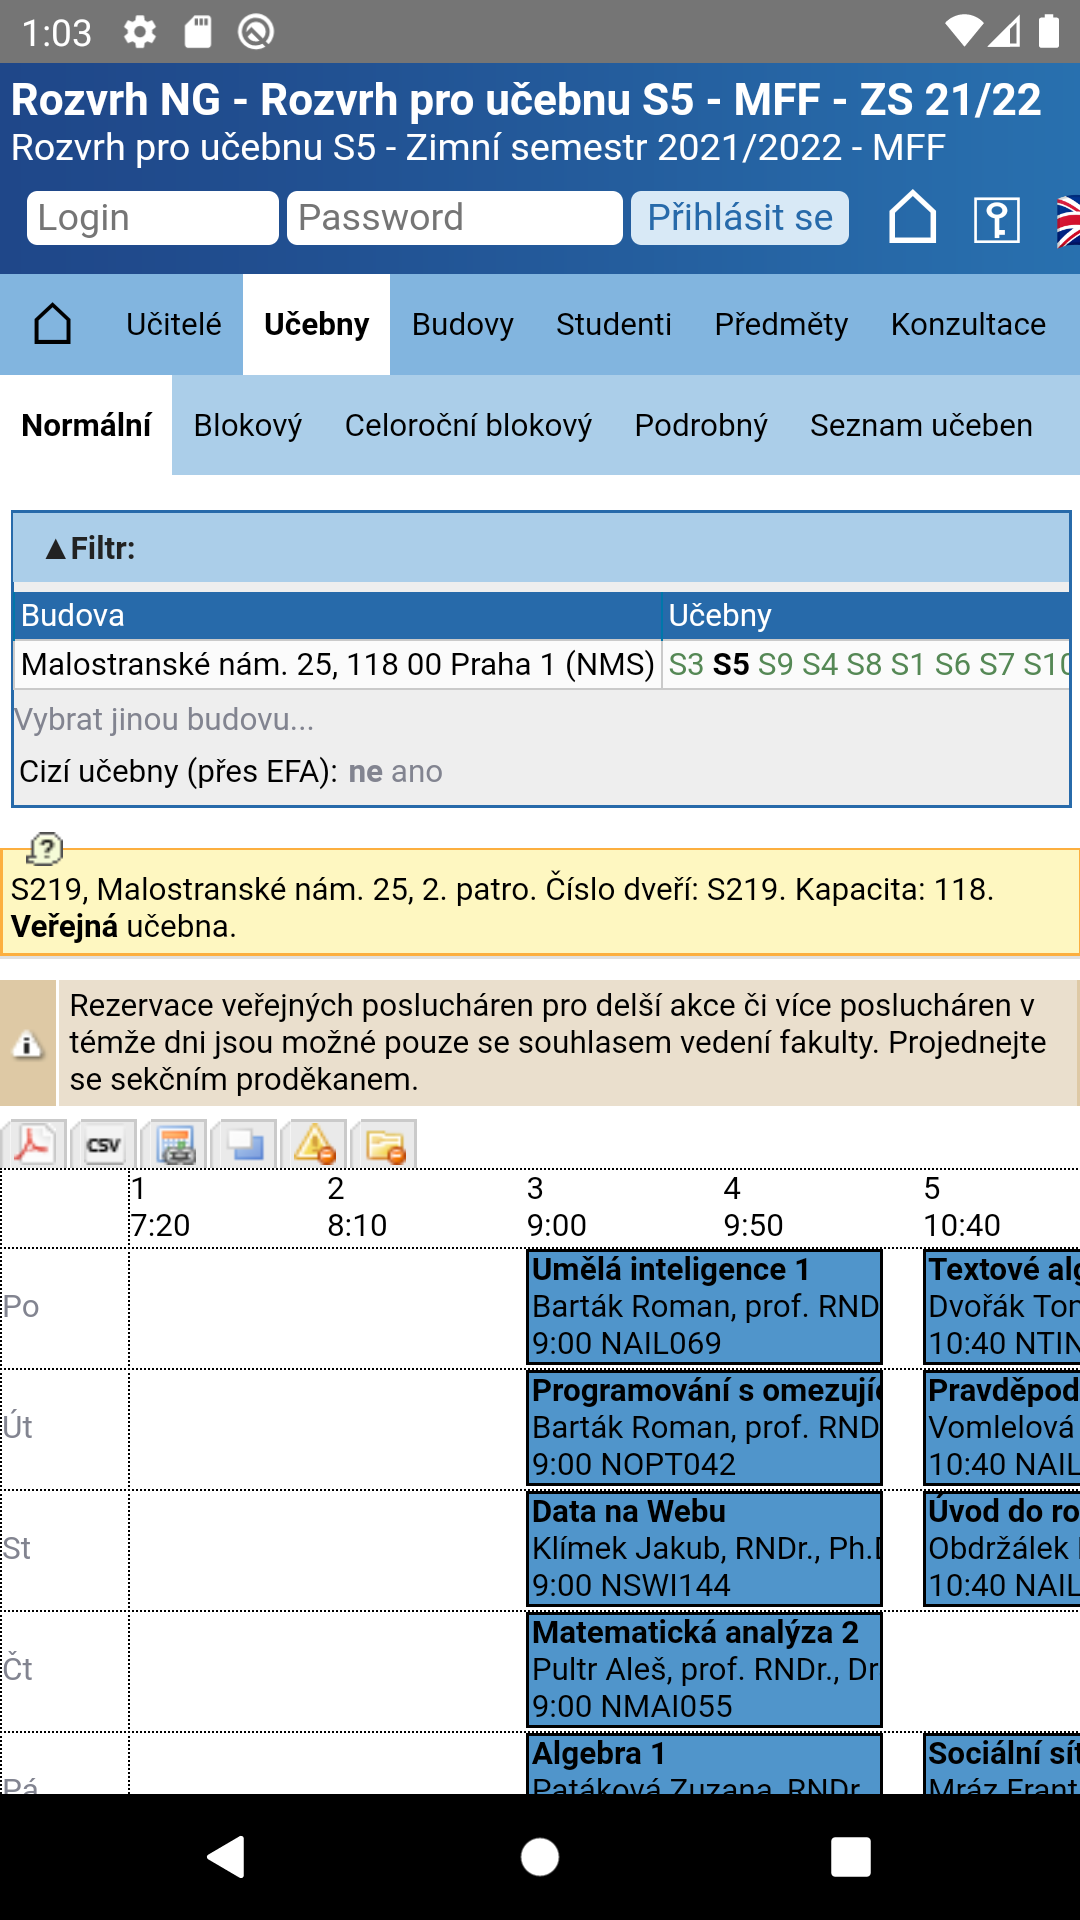 1:03
Rozvrh NG - Rozvrh pro učebnu S5 - MFF - ZS 21/22
Rozvrh pro učebnu S5 - Zimní semestr 2021/2022 - MFF
Login Password Přihlásit se
Učitelé Učebny Budovy Studenti Předměty Konzultace
Normální Blokový Celoroční blokový Podrobný Seznam učeben
▲Filtr:
Budova Učebny
Malostranské nám. 25, 118 00 Praha 1 (NMS) S3 S5 S9 S4 S8 S1 S6 S7 S10
Vybrat jinou budovu...
Cizí učebny (přes EFA): ne ano
S219, Malostranské nám. 25, 2. patro. Číslo dveří: S219. Kapacita: 118.
Veřejná učebna.
Rezervace veřejných poslucháren pro delší akce či více poslucháren v
témže dni jsou možné pouze se souhlasem vedení fakulty. Projednejte
se sekčním proděkanem.
CSV
1 2 3 4 5
7:20 8:10 9:00 9:50 10:40
Po
Umělá inteligence 1
Barták Roman, prof. RND
9:00 NAIL069
Textové alg
Dvořák Tom
10:40 NTIN
Út
Programování s omezujíc
Barták Roman, prof. RND
9:00 NOPT042
Pravděpod
Vomlelová
10:40 NAIL
St
Data na Webu
Klímek Jakub, RNDr., Ph.D
9:00 NSWI144
Úvod do ro
Obdržálek
10:40 NAIL
Čt
Matematická analýza 2
Pultr Aleš, prof. RNDr., Dr
9:00 NMAI055
Pá
Algebra 1
Patáková Zuzana, RNDr.
Sociální sít
Mráz Frant